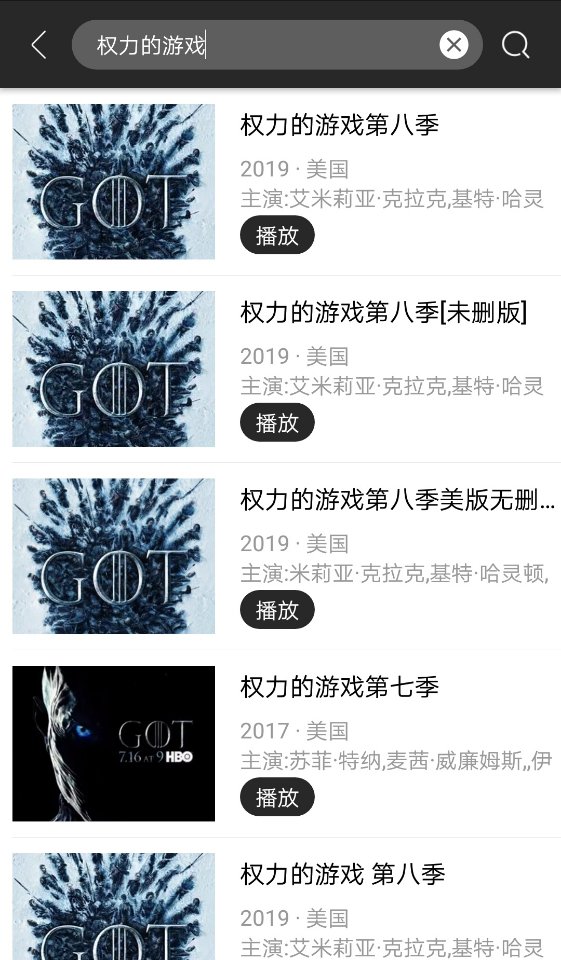 权力的游戏
GOT
权力的游戏第八季
2019 · 美国
主演:艾米莉亚·克拉克,基特·哈灵
播放
GOT
权力的游戏第八季[未删版]
2019 · 美国
主演:艾米莉亚·克拉克,基特·哈灵
播放
GOT
权力的游戏第八季美版无删...
2019 · 美国
主演:米莉亚·克拉克,基特·哈灵顿,
播放
GOT
7.16 AT 9 HBO
权力的游戏第七季
2017 · 美国
主演:苏菲·特纳,麦茜·威廉姆斯,,伊
播放
GOT
权力的游戏 第八季
2019 · 美国
主演:艾米莉亚·克拉克,基特·哈灵